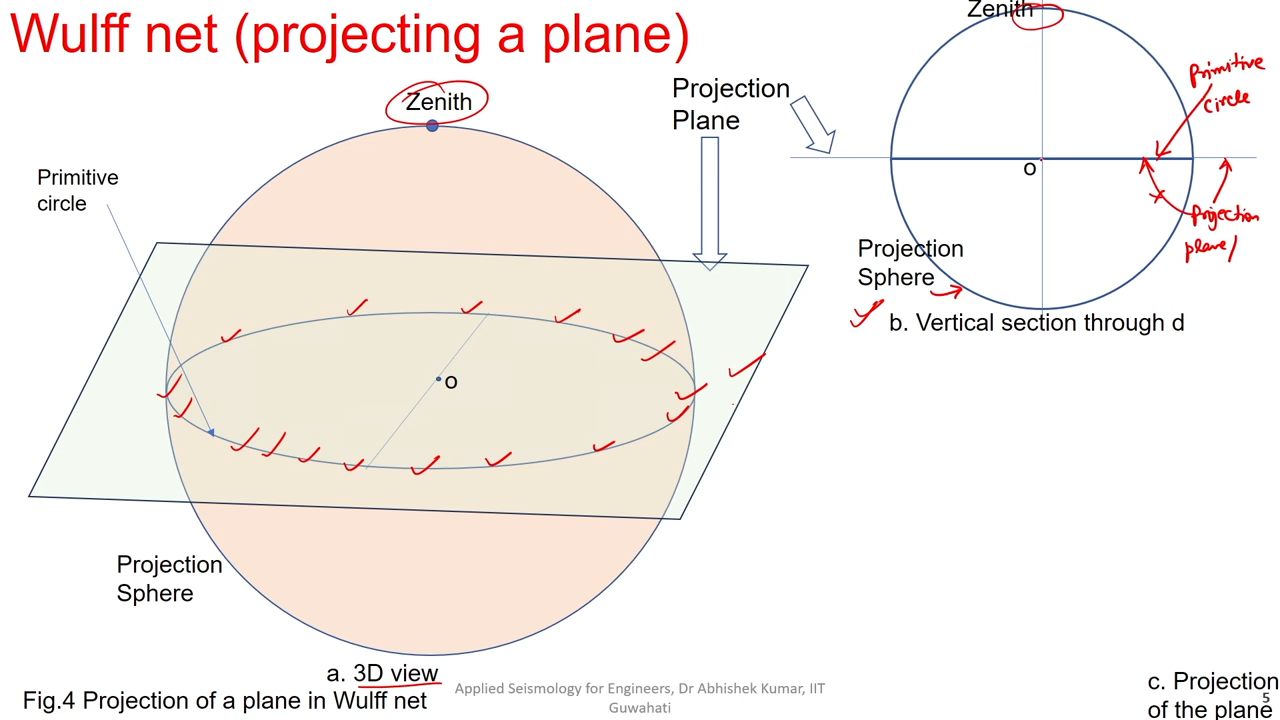 Wulff net (projecting a plane)
Zenith
Primitive
circle
O
Projection
Plane
Projection
Sphere
a. 3D view
Fig.4 Projection of a plane in Wulff net
Zenith
O
Primitive
circle
Projection
plane
Projection
Sphere
b. Vertical section through d
Applied Seismology for Engineers, Dr Abhishek Kumar, IIT
Guwahati
c. Projection
of the plane
5